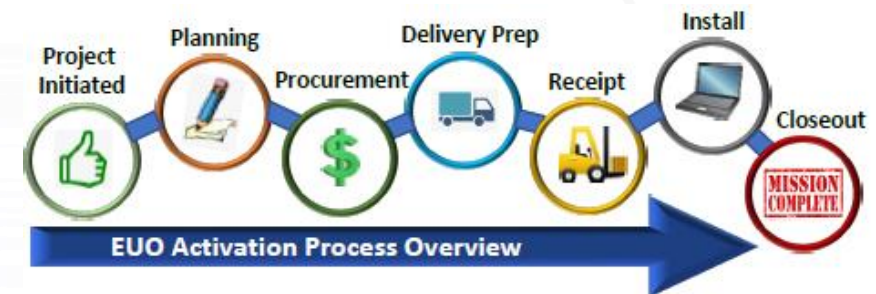 Project
Initiated
Planning
Procurement
Delivery Prep
Receipt
Install
Closeout
$
MISSION
COMPLETE
EUO Activation Process Overview